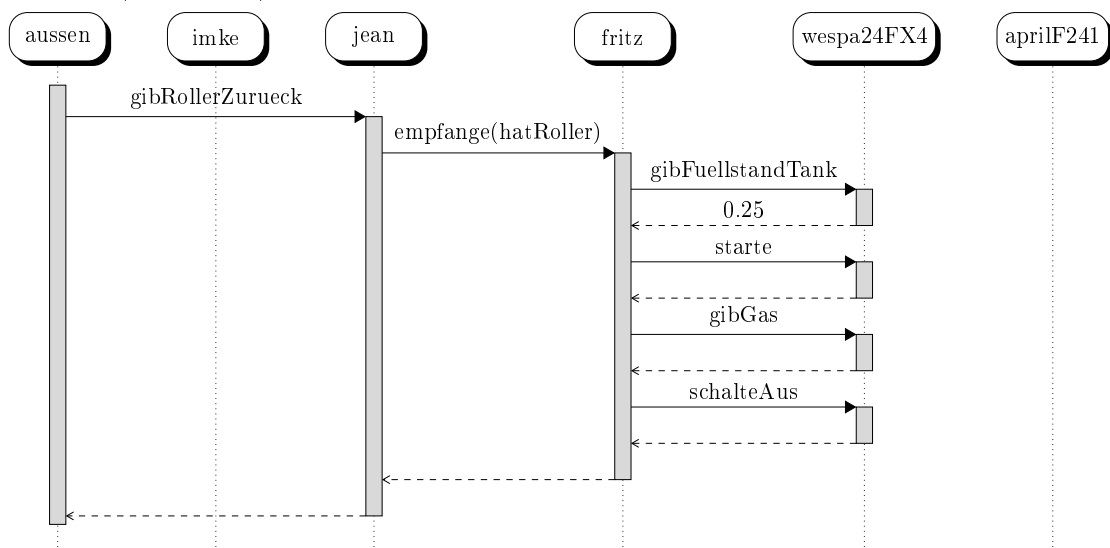 aussen
imke
jean
fritz
wespa24FX4
aprilF241
gibRollerZurueck
empfange(hatRoller)
gibFuellstandTank
0.25
starte
gibGas
schalteAus